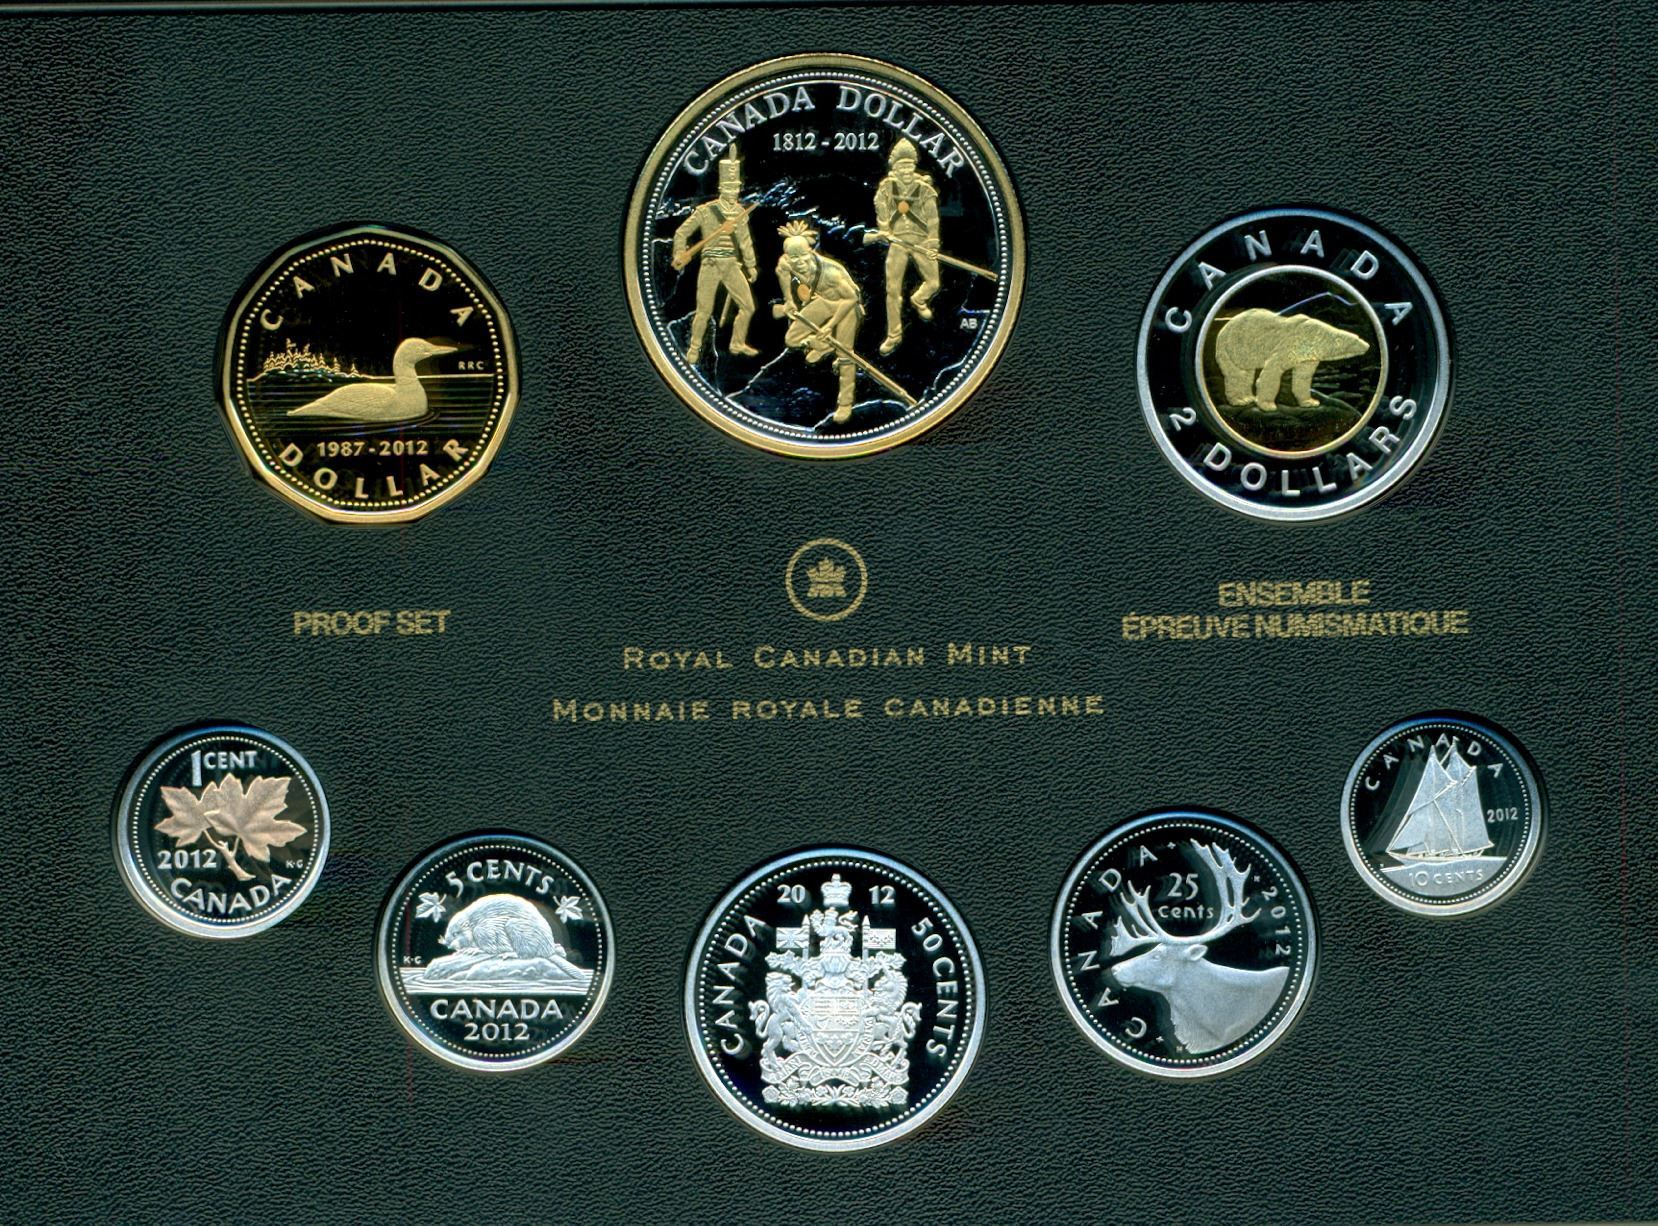 CANADA DOLLAR
1812 - 2012
AB
CANADA
RRC
1987 - 2012
DOLLAR
CANADA
2 DOLLARS
PROOF SET
ROYAL CANADIAN MINT
MONNAIE ROYALE CANADIENNE
ENSEMBLE
ÉPREUVE NUMISMATIQUE
1 CENT
2012
K·G
CANADA
5 CENTS
K·G
CANADA
2012
20 12
CANADA
50 CENTS
CANADA
25
cents
2012
CANADA
2012
10 CENTS